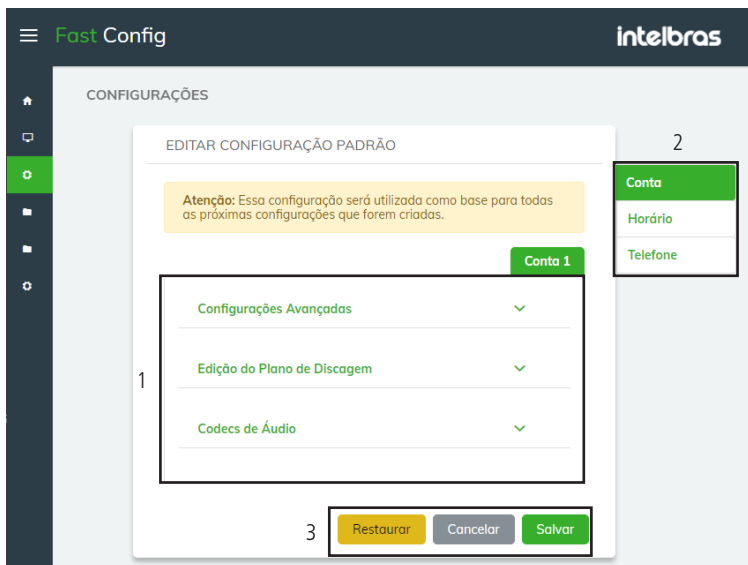 Fast Config
intelbras
CONFIGURAÇÕES
EDITAR CONFIGURAÇÃO PADRÃO
Atenção: Essa configuração será utilizada como base para todas
as próximas configurações que forem criadas.
Conta 1
1
Configurações Avançadas
Edição do Plano de Discagem
Codecs de Áudio
2
Conta
Horário
Telefone
3
Restaurar
Cancelar
Salvar